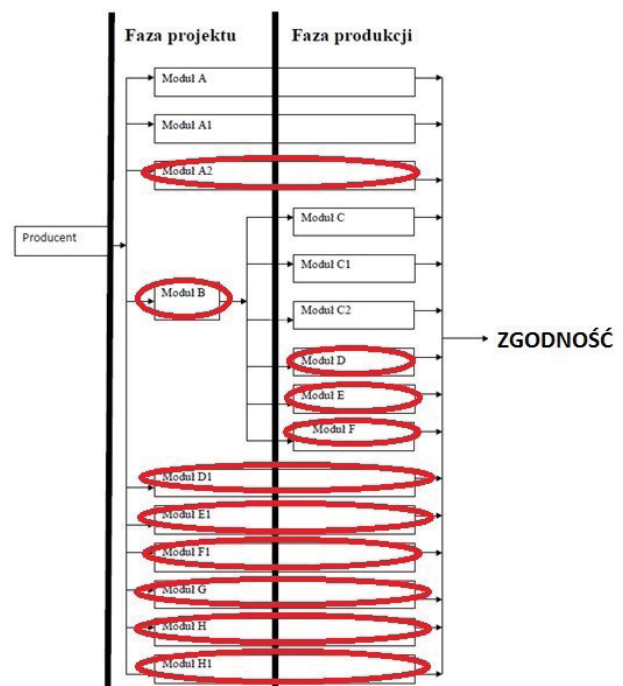 Faza projektu
Faza produkcji
Moduł A
Moduł A1
Moduł A2
Producent
Moduł C
Moduł C1
Moduł B
Moduł C2
ZGODNOŚĆ
Moduł D
Moduł E
Moduł F
Moduł D1
Moduł E1
Moduł F1
Moduł G
Moduł H
Moduł H1